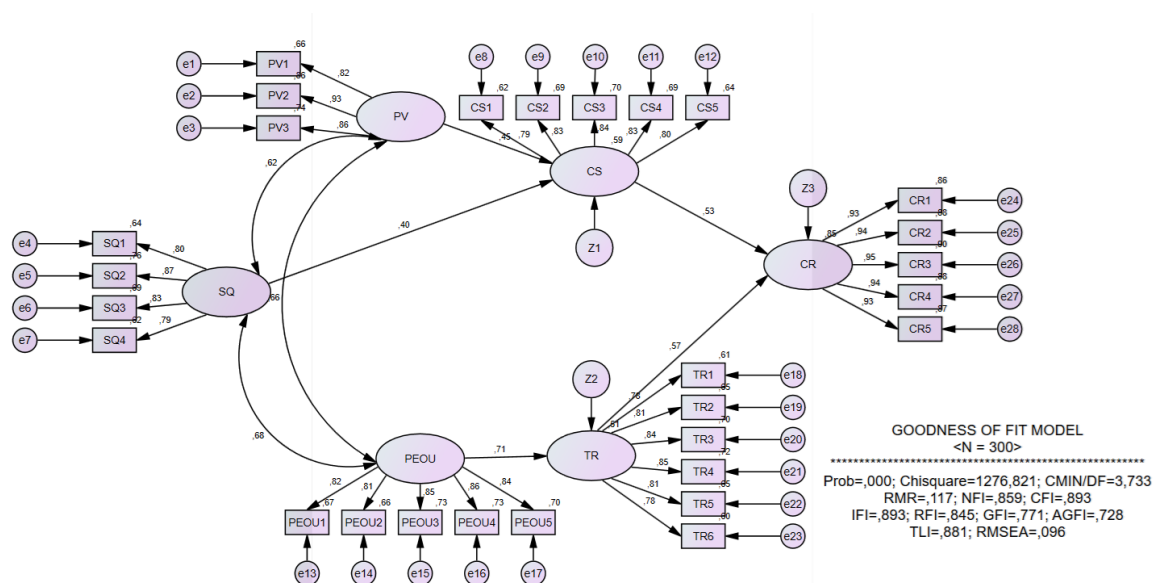 ,66
e1 PV1 ,82
,86
e2 PV2 ,93
,74
e3 PV3 ,86
PV
e8 e9 e10 e11 e12
,62 ,69 ,70 ,69 ,64
CS1 CS2 CS3 CS4 CS5
,79 ,83 ,84 ,83 ,80
,45 ,59
CS
Z1
,62
,40
,53
,64
e4 SQ1 ,80
,76
e5 SQ2 ,87
,69
e6 SQ3 ,83
,62
e7 SQ4 ,79
SQ
,66
,68
Z3
,85
CR
,86
,93 CR1 e24
,88
,94 CR2 e25
,90
,95 CR3 e26
,88
,94 CR4 e27
,87
,93 CR5 e28
,57
Z2
PEOU
,71
TR
,61
,78 TR1 e18
,65
,81 TR2 e19
,70
,84 TR3 e20
,72
,85 TR4 e21
,65
,81 TR5 e22
,60
,78 TR6 e23
,82 ,81 ,85 ,86 ,84
,67 ,66 ,73 ,73 ,70
PEOU1 PEOU2 PEOU3 PEOU4 PEOU5
e13 e14 e15 e16 e17
GOODNESS OF FIT MODEL
<N = 300>
************************************************************
Prob=,000; Chisquare=1276,821; CMIN/DF=3,733
RMR=,117; NFI=,859; CFI=,893
IFI=,893; RFI=,845; GFI=,771; AGFI=,728
TLI=,881; RMSEA=,096